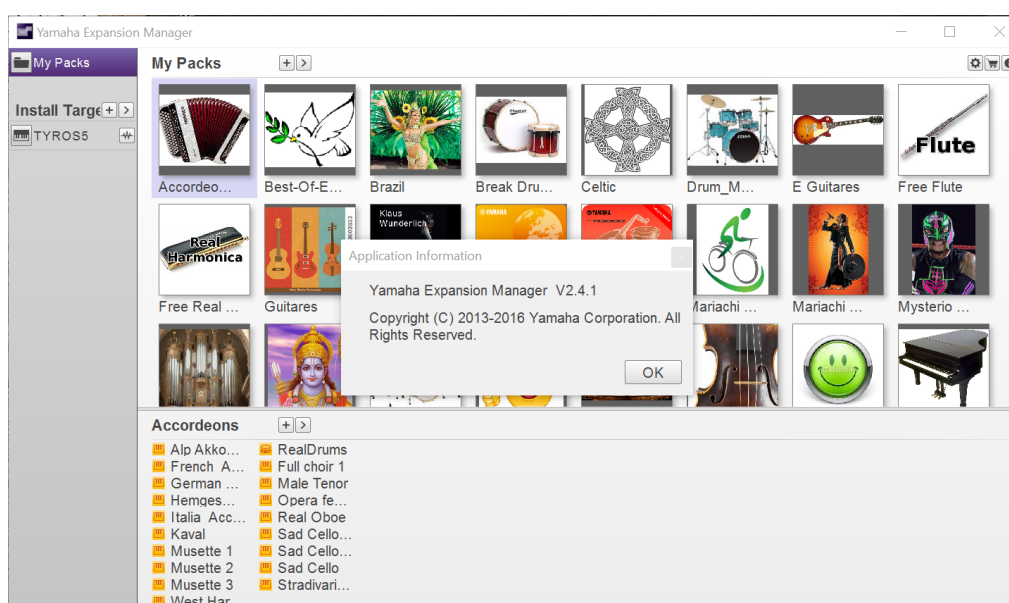 Yamaha Expansion Manager
My Packs
Install Targe
TYROS5
My Packs
Accordeo...
Best-Of-E...
Brazil
Break Dru...
Celtic
Drum_M...
E Guitares
Flute
Free Flute
Real
Harmonica
Free Real ...
Guitares
Klaus
Wunderlich
YAMAHA
YAMAHA
Mariachi ...
Mariachi ...
Mysterio ...
Application Information
Yamaha Expansion Manager V2.4.1
Copyright (C) 2013-2016 Yamaha Corporation. All
Rights Reserved.
OK
Accordeons
Alp Akko...
French A...
German ...
Hemges...
Italia Acc...
Kaval
Musette 1
Musette 2
Musette 3
West Har
RealDrums
Full choir 1
Male Tenor
Opera fe...
Real Oboe
Sad Cello...
Sad Cello...
Sad Cello
Stradivari...